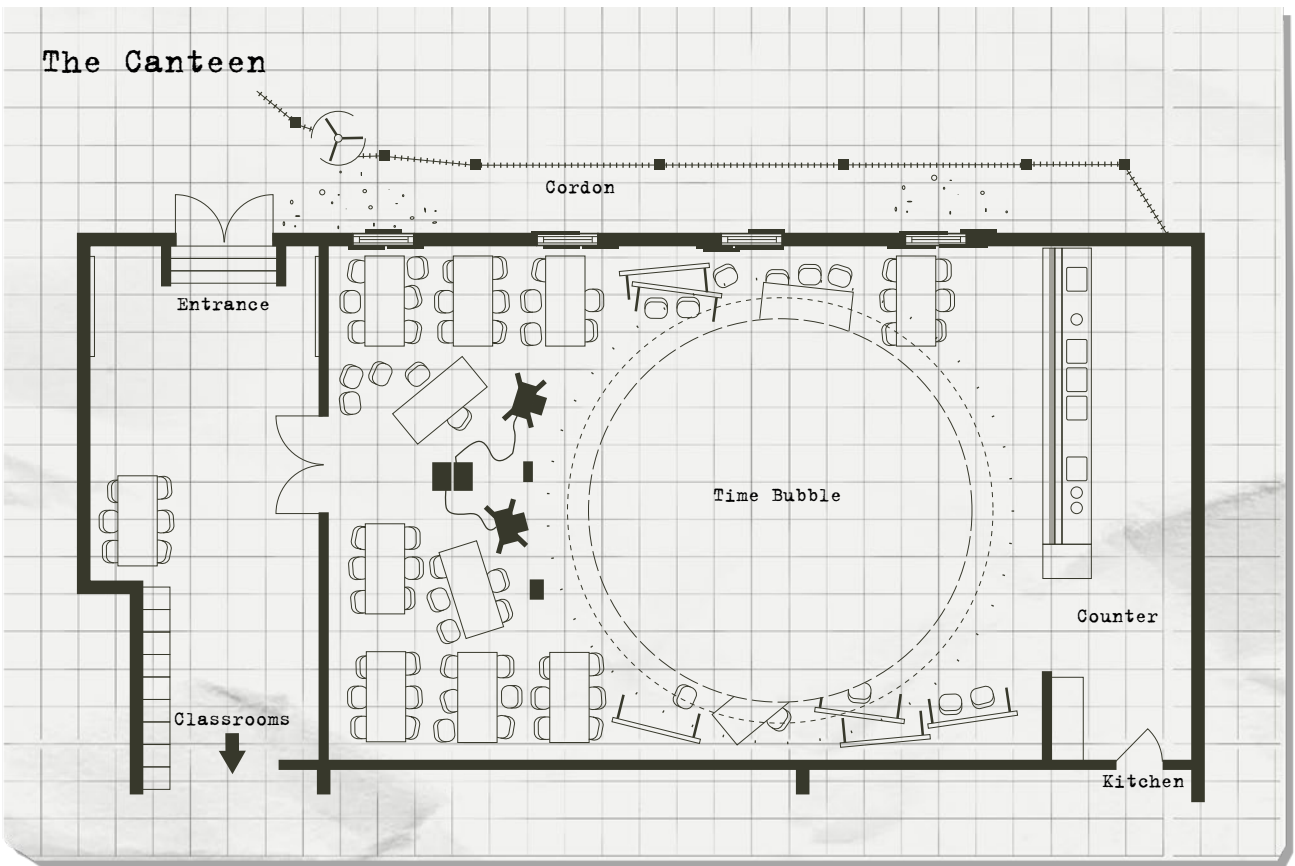 The Canteen
Cordon
Entrance
Time Bubble
Counter
Classrooms
Kitchen